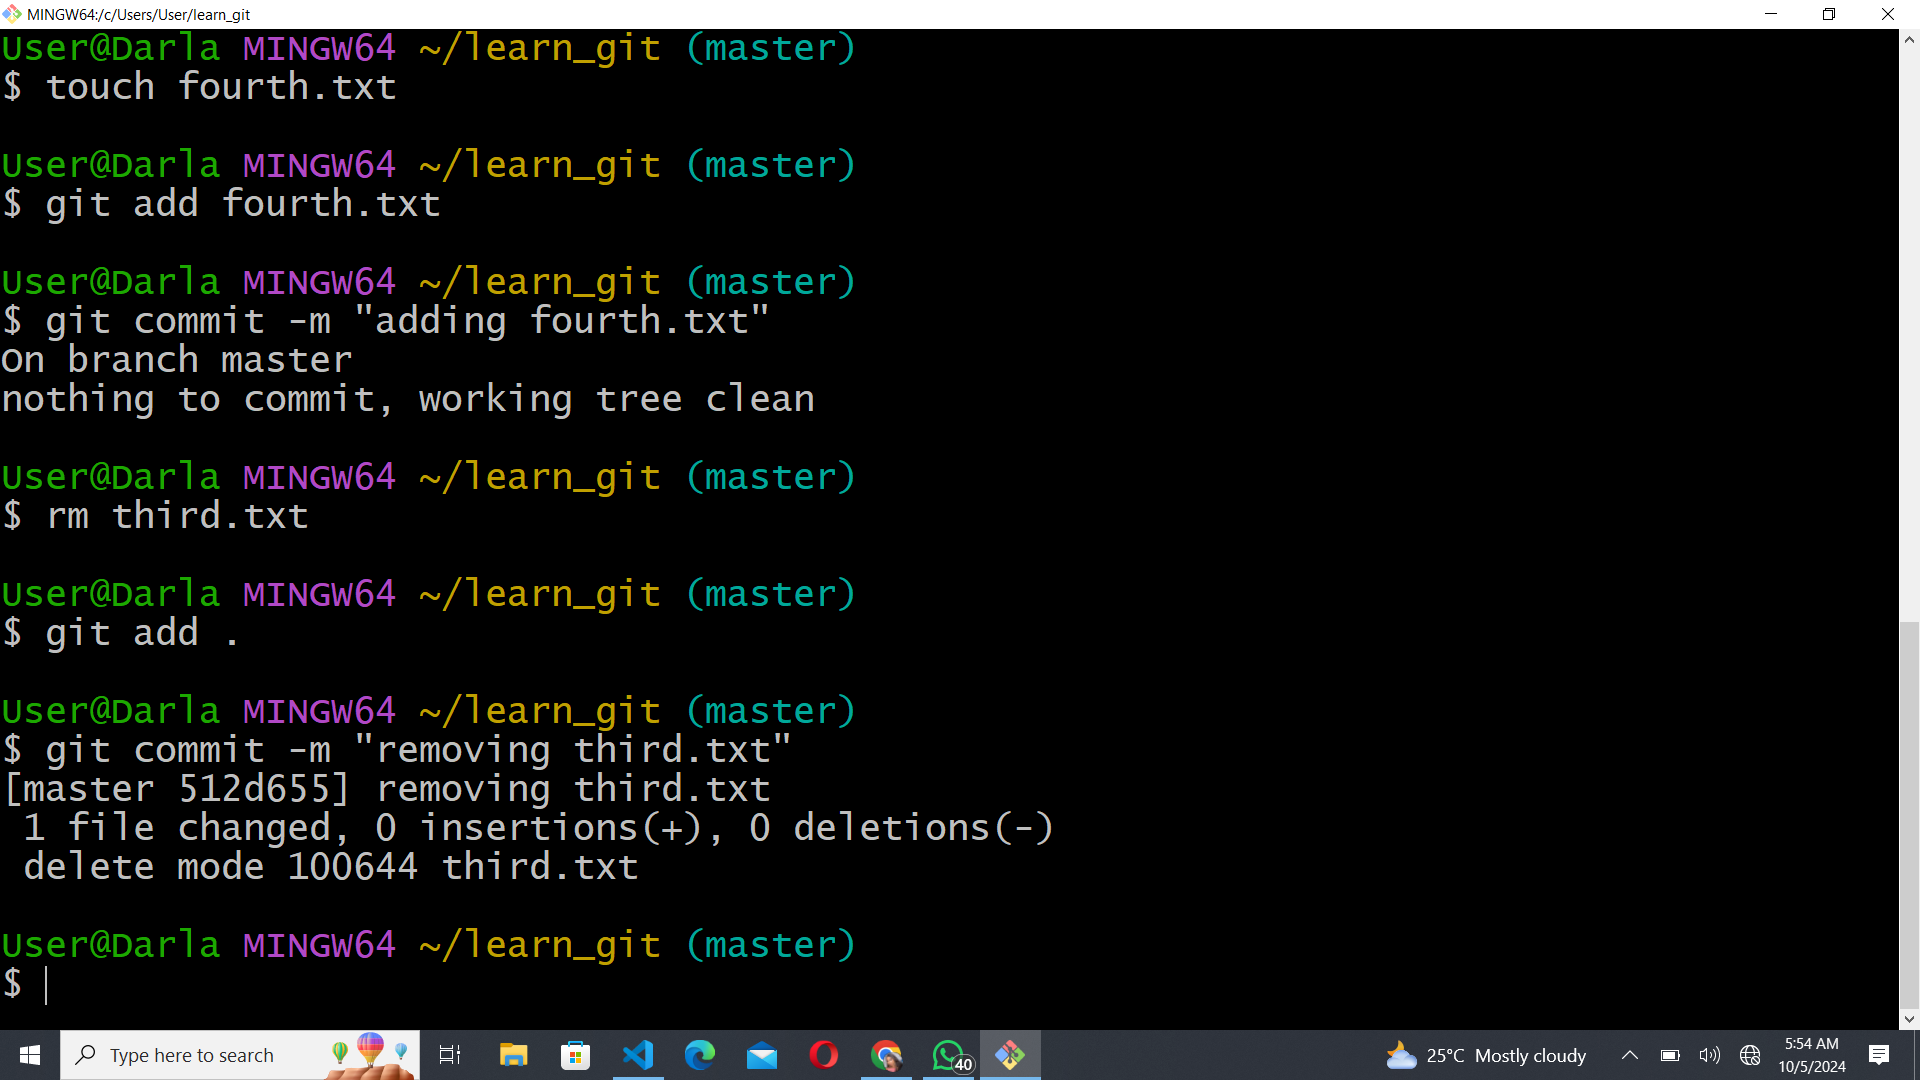 MINGW64:/c/Users/User/learn_git
User@Darla MINGW64 ~/learn_git (master)
$ touch fourth.txt
User@Darla MINGW64 ~/learn_git (master)
$ git add fourth.txt
User@Darla MINGW64 ~/learn_git (master)
$ git commit -m "adding fourth.txt"
On branch master
nothing to commit, working tree clean
User@Darla MINGW64 ~/learn_git (master)
$ rm third.txt
User@Darla MINGW64 ~/learn_git (master)
$ git add .
User@Darla MINGW64 ~/learn_git (master)
$ git commit -m "removing third.txt"
[master 512d655] removing third.txt
 1 file changed, 0 insertions(+), 0 deletions(-)
 delete mode 100644 third.txt
User@Darla MINGW64 ~/learn_git (master)
$
Type here to search
40
25°C Mostly cloudy
5:54 AM
10/5/2024